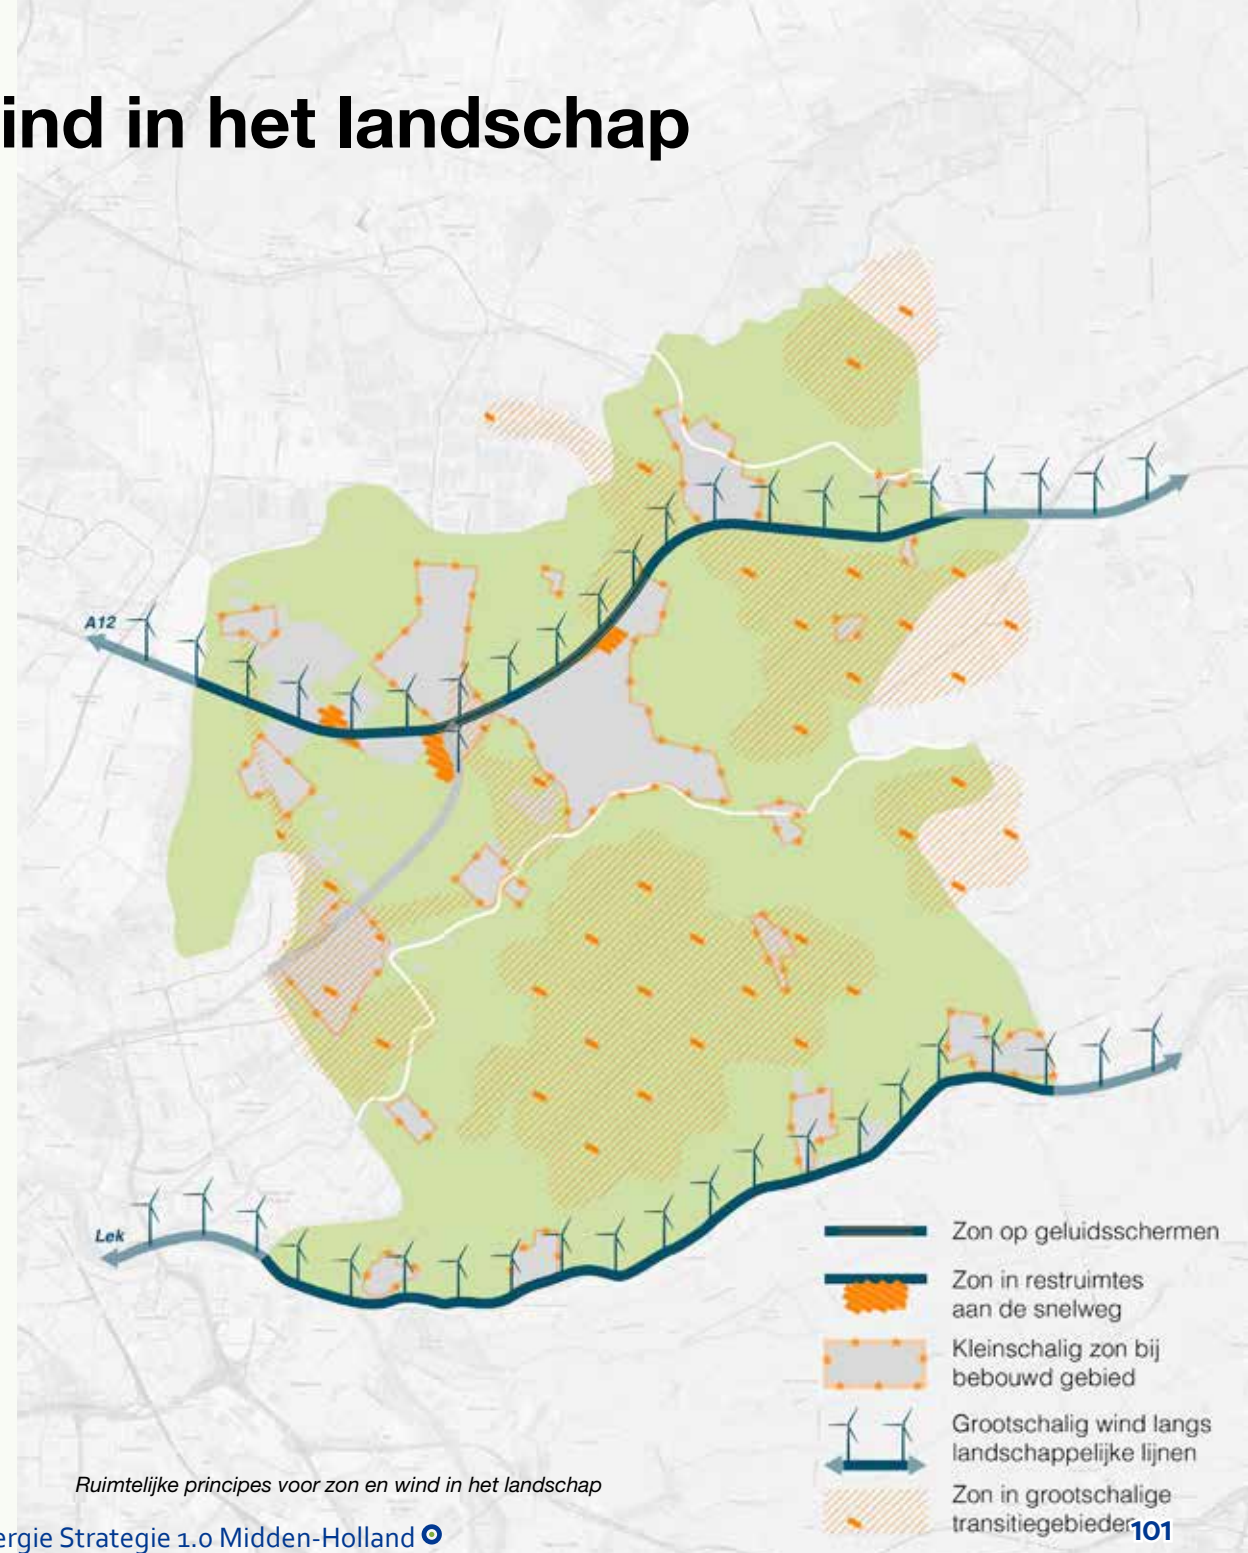 ind in het landschap
A12
Lek
Zon op geluidsschermen
Zon in restruimtes
aan de snelweg
Kleinschalig zon bij
bebouwd gebied
Grootschalig wind langs
landschappelijke lijnen
Zon in grootschalige
transitiegebieden
Ruimtelijke principes voor zon en wind in het landschap
ergie Strategie 1.0 Midden-Holland
101